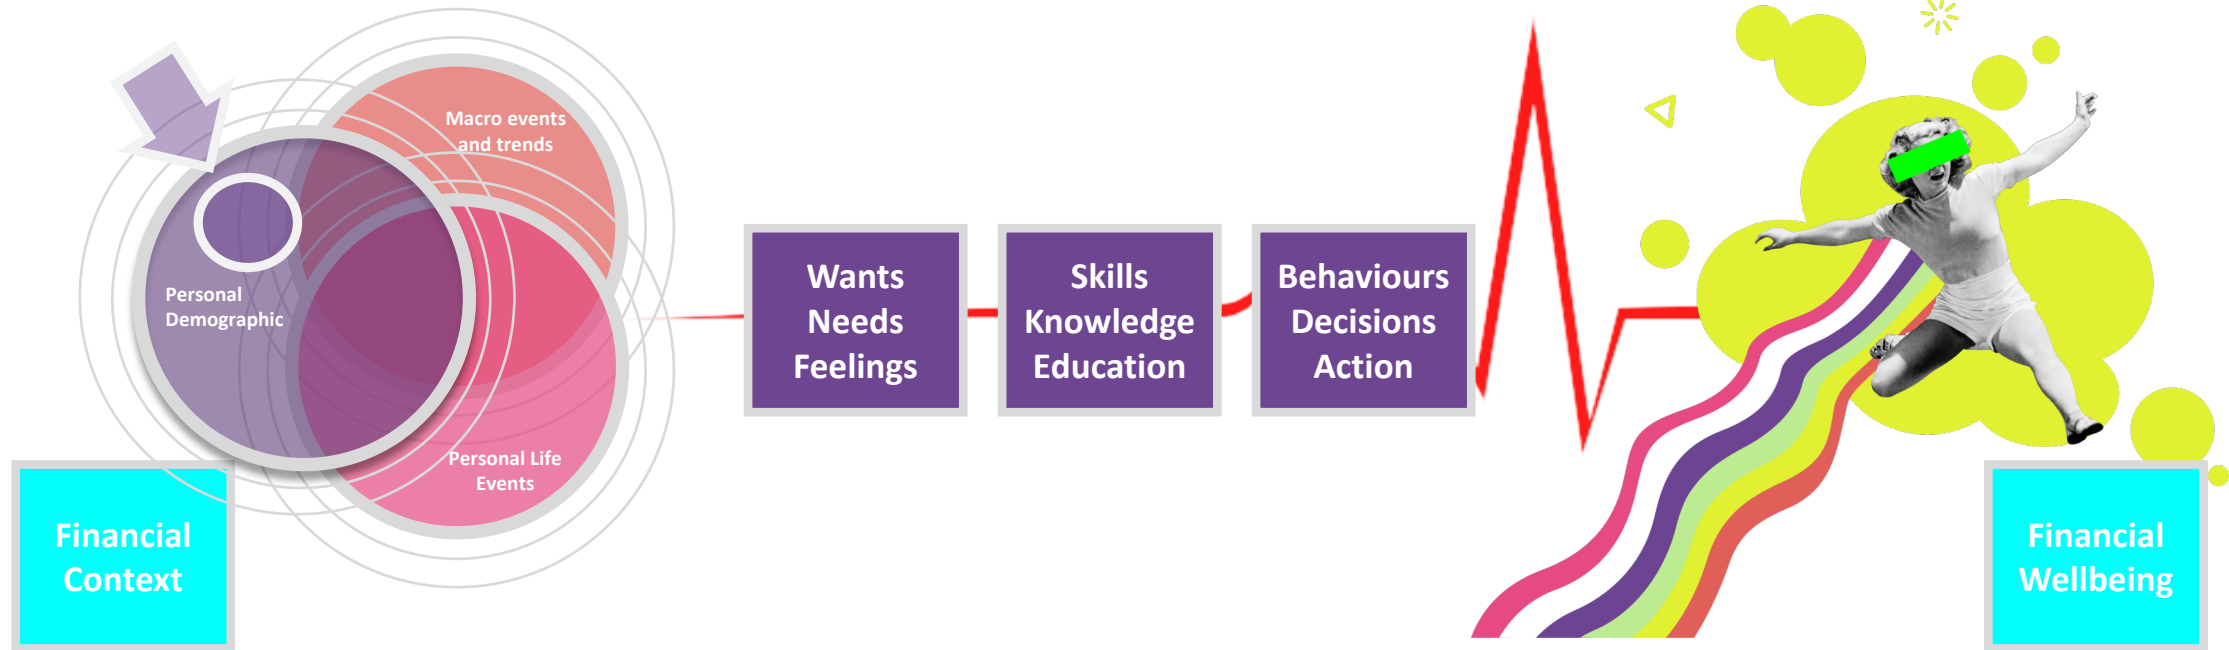 Macro events
and trends
Personal
Demographic
Personal Life
Events
Financial
Context
Wants
Needs
Feelings
Skills
Knowledge
Education
Behaviours
Decisions
Action
Financial
Wellbeing